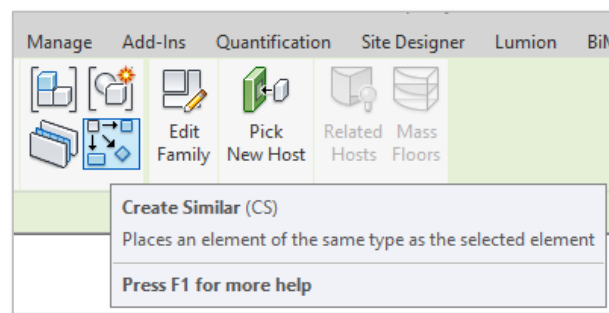 Manage Add-Ins Quantification Site Designer Lumion BiM
Edit Pick Related Mass
Family New Host Hosts Floors
Create Similar (CS)
Places an element of the same type as the selected element
Press F1 for more help